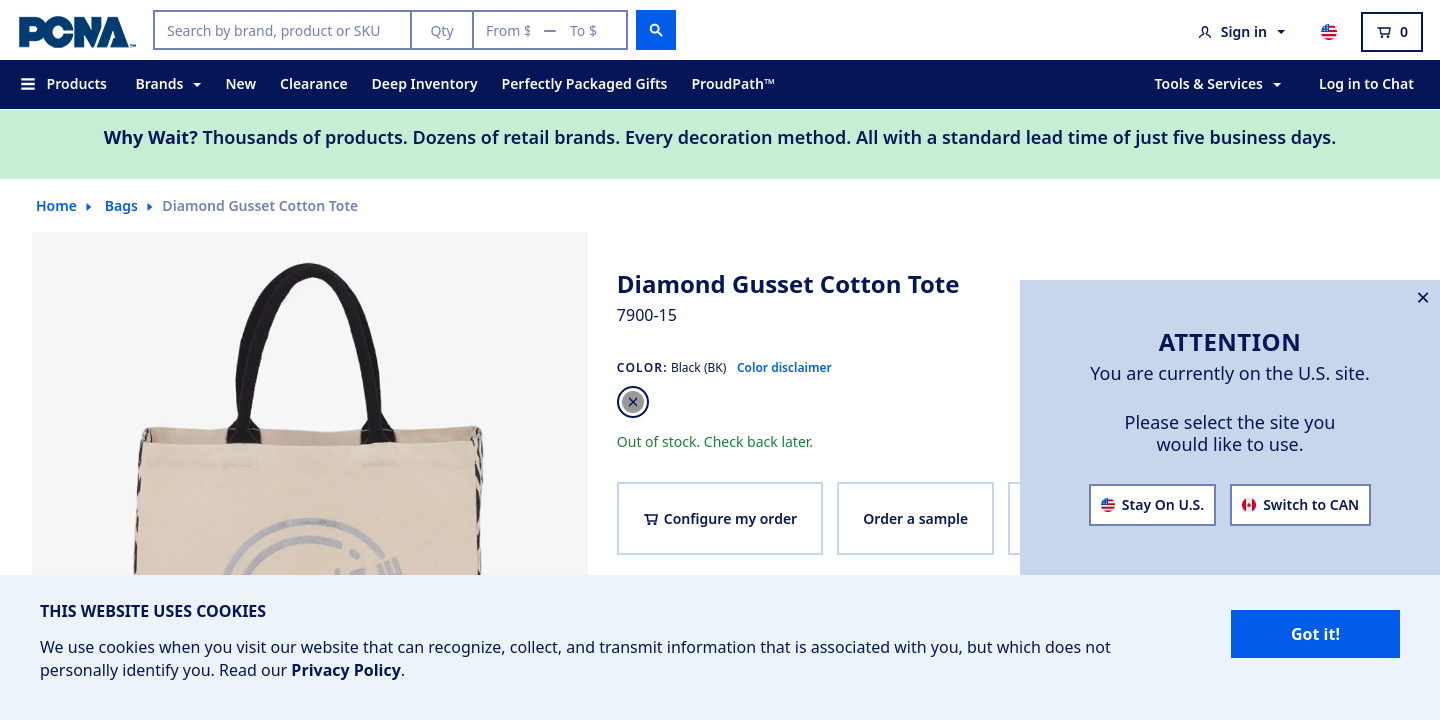 PCNA™
Search by brand, product or SKU
Qty
From $ — To $
Sign in
0
Products
Brands
New
Clearance
Deep Inventory
Perfectly Packaged Gifts
ProudPath™
Tools & Services
Log in to Chat
Why Wait? Thousands of products. Dozens of retail brands. Every decoration method. All with a standard lead time of just five business days.
Home
Bags
Diamond Gusset Cotton Tote
Diamond Gusset Cotton Tote
7900-15
COLOR: Black (BK) Color disclaimer
Out of stock. Check back later.
Configure my order
Order a sample
ATTENTION
You are currently on the U.S. site.
Please select the site you
would like to use.
Stay On U.S.
Switch to CAN
THIS WEBSITE USES COOKIES
We use cookies when you visit our website that can recognize, collect, and transmit information that is associated with you, but which does not
personally identify you. Read our Privacy Policy.
Got it!